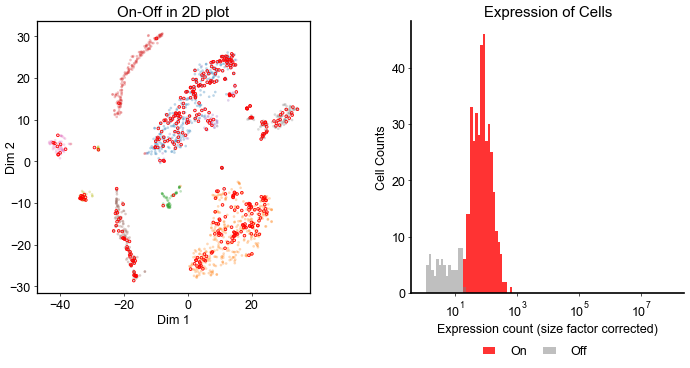 On-Off in 2D plot
Expression of Cells
Dim 2
30
20
10
0
−10
−20
−30
−40
−20
0
20
Dim 1
Cell Counts
40
30
20
10
0
10^1
10^3
10^5
10^7
Expression count (size factor corrected)
On
Off